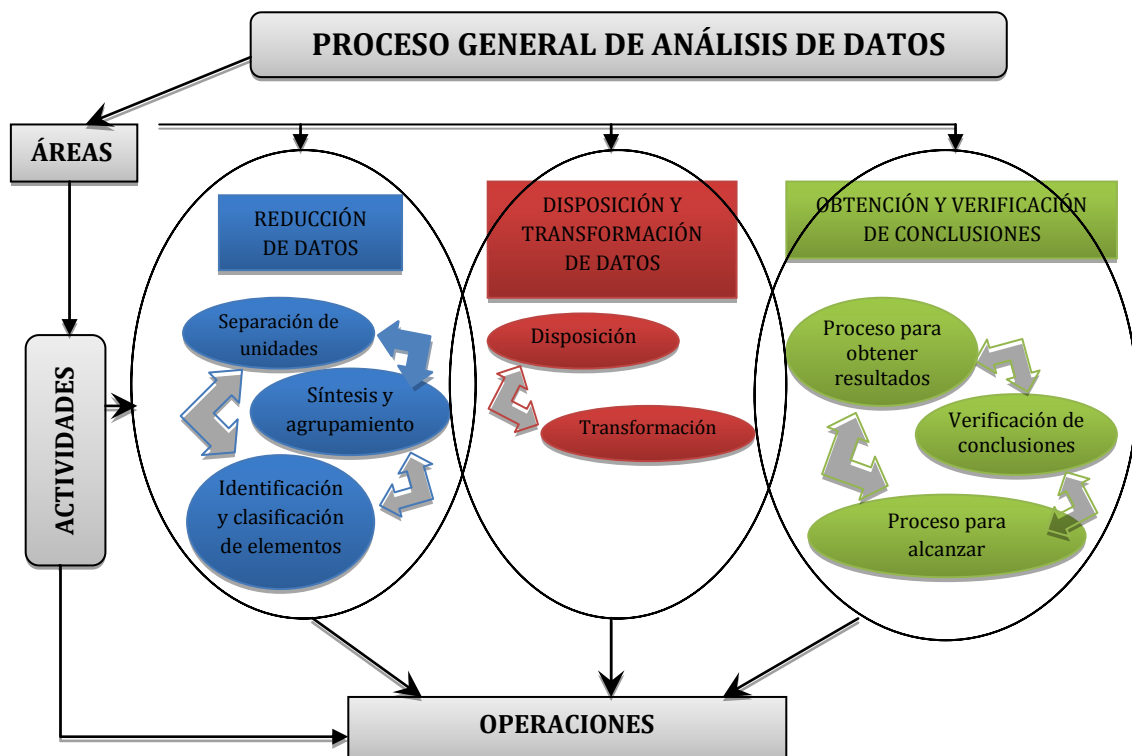 PROCESO GENERAL DE ANÁLISIS DE DATOS
ÁREAS
REDUCCIÓN
DE DATOS
DISPOSICIÓN Y
TRANSFORMACIÓN
DE DATOS
OBTENCIÓN Y VERIFICACIÓN
DE CONCLUSIONES
ACTIVIDADES
Separación de
unidades
Síntesis y
agrupamiento
Identificación
y clasificación
de elementos
Disposición
Transformación
Proceso para
obtener
resultados
Verificación de
conclusiones
Proceso para
alcanzar
OPERACIONES